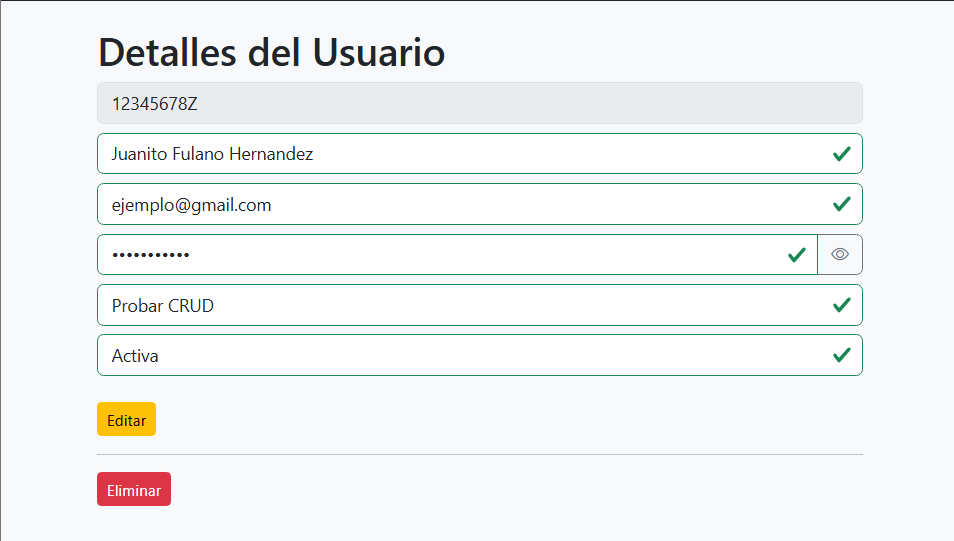 Detalles del Usuario
12345678Z
Juanito Fulano Hernandez
ejemplo@gmail.com
•••••••••••
Probar CRUD
Activa
Editar
Eliminar